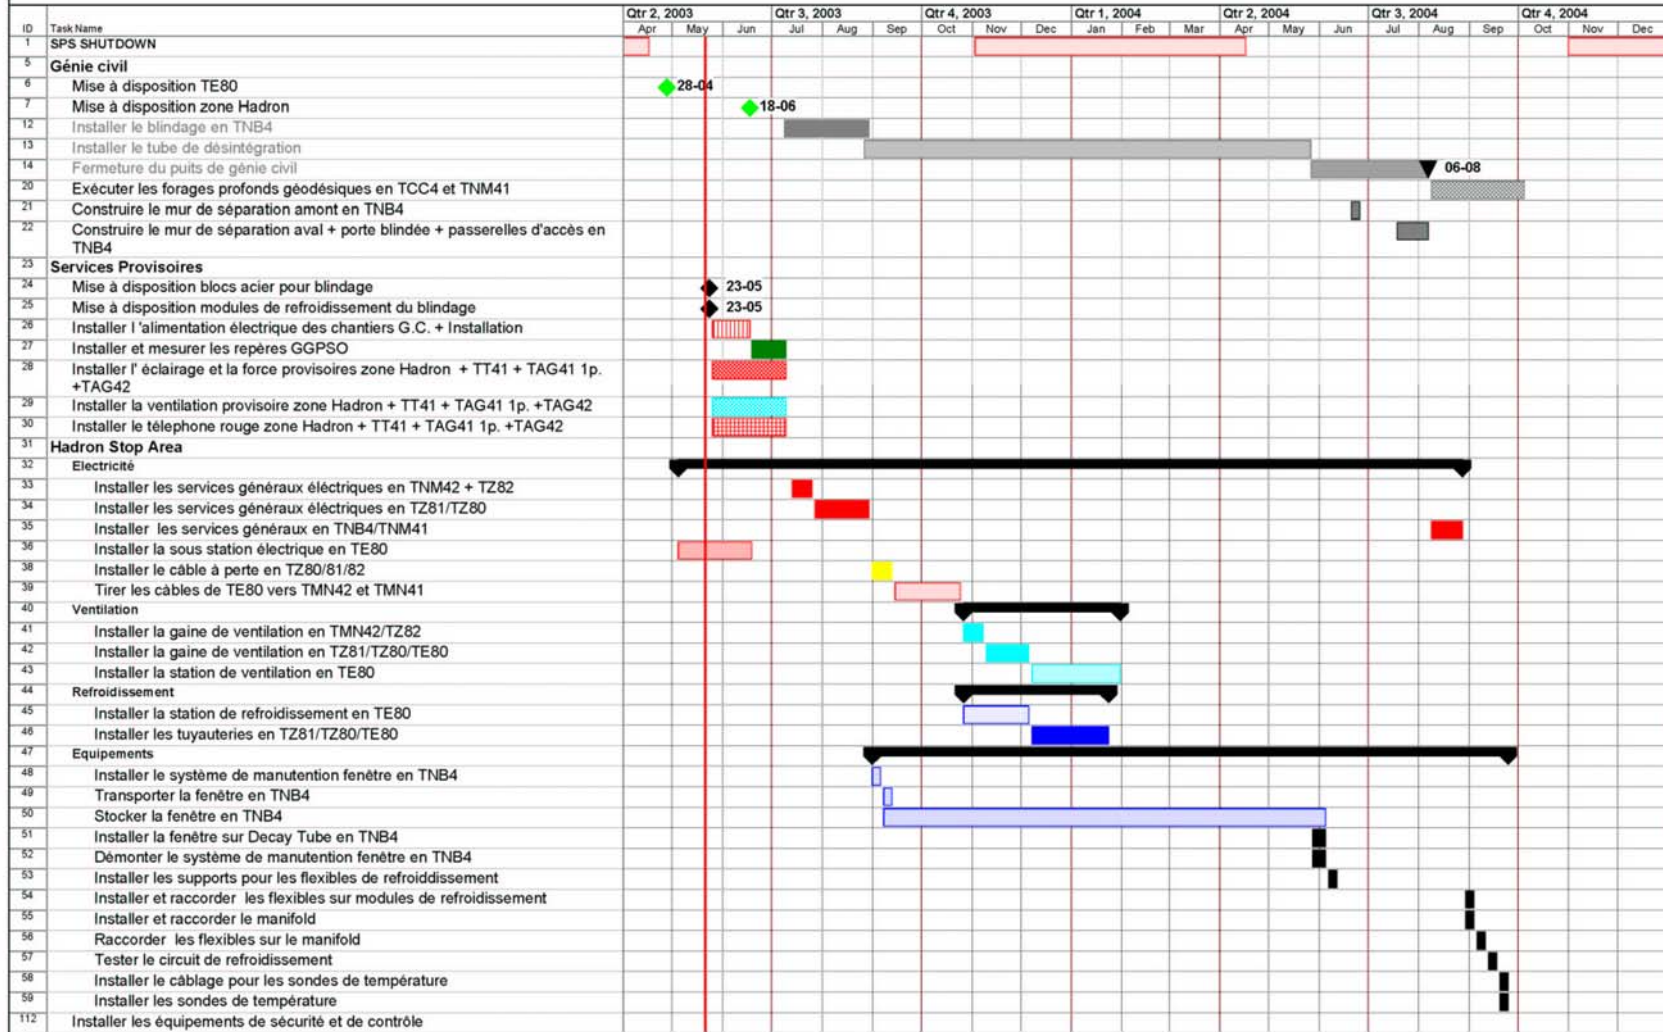 Qtr 2, 2003 Qtr 3, 2003 Qtr 4, 2003 Qtr 1, 2004 Qtr 2, 2004 Qtr 3, 2004 Qtr 4, 2004
ID Task Name Apr May Jun Jul Aug Sep Oct Nov Dec Jan Feb Mar Apr May Jun Jul Aug Sep Oct Nov Dec
1 SPS SHUTDOWN
5 Génie civil
6 Mise à disposition TE80 28-04
7 Mise à disposition zone Hadron 18-06
12 Installer le blindage en TNB4
13 Installer le tube de désintégration
14 Fermeture du puits de génie civil 06-08
20 Exécuter les forages profonds géodésiques en TCC4 et TNM41
21 Construire le mur de séparation amont en TNB4
22 Construire le mur de séparation aval + porte blindée + passerelles d'accès en
TNB4
23 Services Provisoires
24 Mise à disposition blocs acier pour blindage 23-05
25 Mise à disposition modules de refroidissement du blindage 23-05
26 Installer l 'alimentation électrique des chantiers G.C. + Installation
27 Installer et mesurer les repères GGPSO
28 Installer l' éclairage et la force provisoires zone Hadron + TT41 + TAG41 1p.
+TAG42
29 Installer la ventilation provisoire zone Hadron + TT41 + TAG41 1p. +TAG42
30 Installer le télephone rouge zone Hadron + TT41 + TAG41 1p. +TAG42
31 Hadron Stop Area
32 Electricité
33 Installer les services généraux éléctriques en TNM42 + TZ82
34 Installer les services généraux éléctriques en TZ81/TZ80
35 Installer les services généraux en TNB4/TNM41
36 Installer la sous station électrique en TE80
38 Installer le câble à perte en TZ80/81/82
39 Tirer les càbles de TE80 vers TMN42 et TMN41
40 Ventilation
41 Installer la gaine de ventilation en TMN42/TZ82
42 Installer la gaine de ventilation en TZ81/TZ80/TE80
43 Installer la station de ventilation en TE80
44 Refroidissement
45 Installer la station de refroidissement en TE80
46 Installer les tuyauteries en TZ81/TZ80/TE80
47 Equipements
48 Installer le système de manutention fenêtre en TNB4
49 Transporter la fenêtre en TNB4
50 Stocker la fenêtre en TNB4
51 Installer la fenêtre sur Decay Tube en TNB4
52 Démonter le système de manutention fenêtre en TNB4
53 Installer les supports pour les flexibles de refroiddissement
54 Installer et raccorder les flexibles sur modules de refroidissement
55 Installer et raccorder le manifold
56 Raccorder les flexibles sur le manifold
57 Tester le circuit de refroidissement
58 Installer le câblage pour les sondes de température
59 Installer les sondes de température
112 Installer les équipements de sécurité et de contrôle